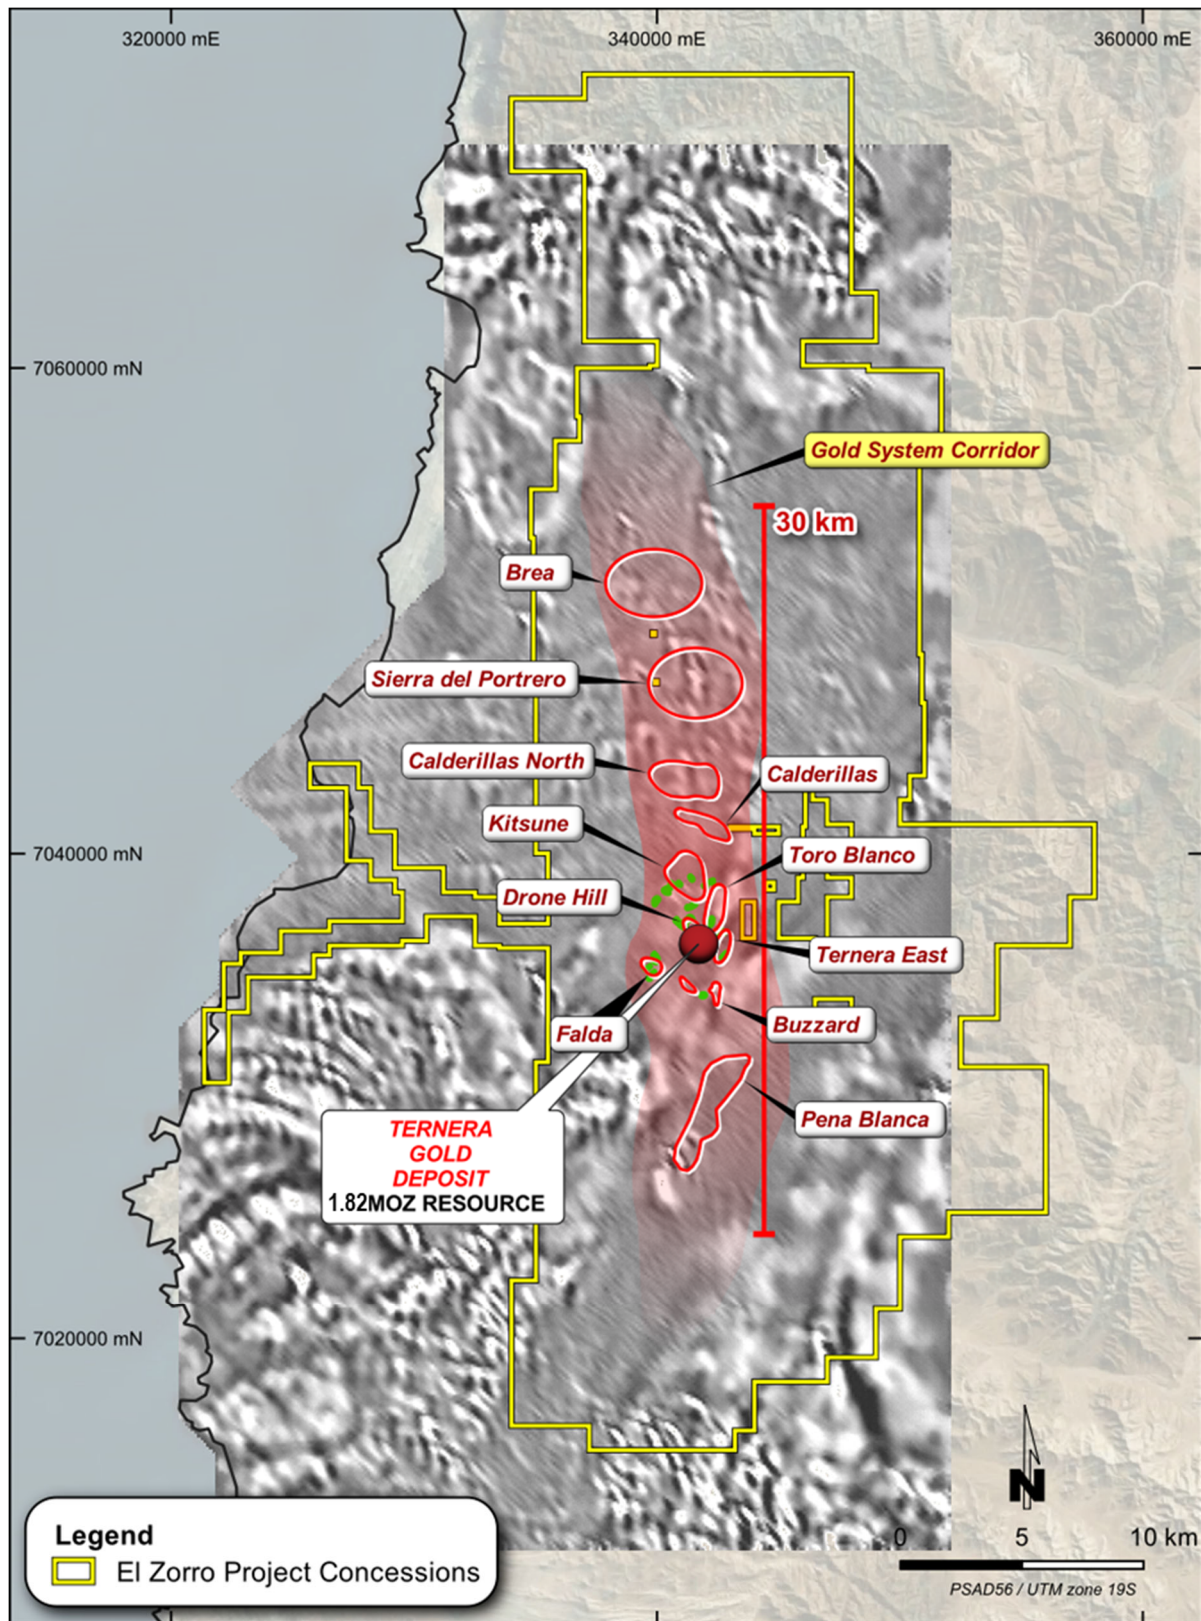 320000 mE
340000 mE
360000 mE
7060000 mN
Gold System Corridor
30 km
Brea
Sierra del Portrero
Calderillas North
Calderillas
Kitsune
7040000 mN
Toro Blanco
Drone Hill
Ternera East
Buzzard
Falda
Pena Blanca
TERNERA
GOLD
DEPOSIT
1.82MOZ RESOURCE
7020000 mN
N
Legend
El Zorro Project Concessions
0 5 10 km
PSAD56 / UTM zone 19S